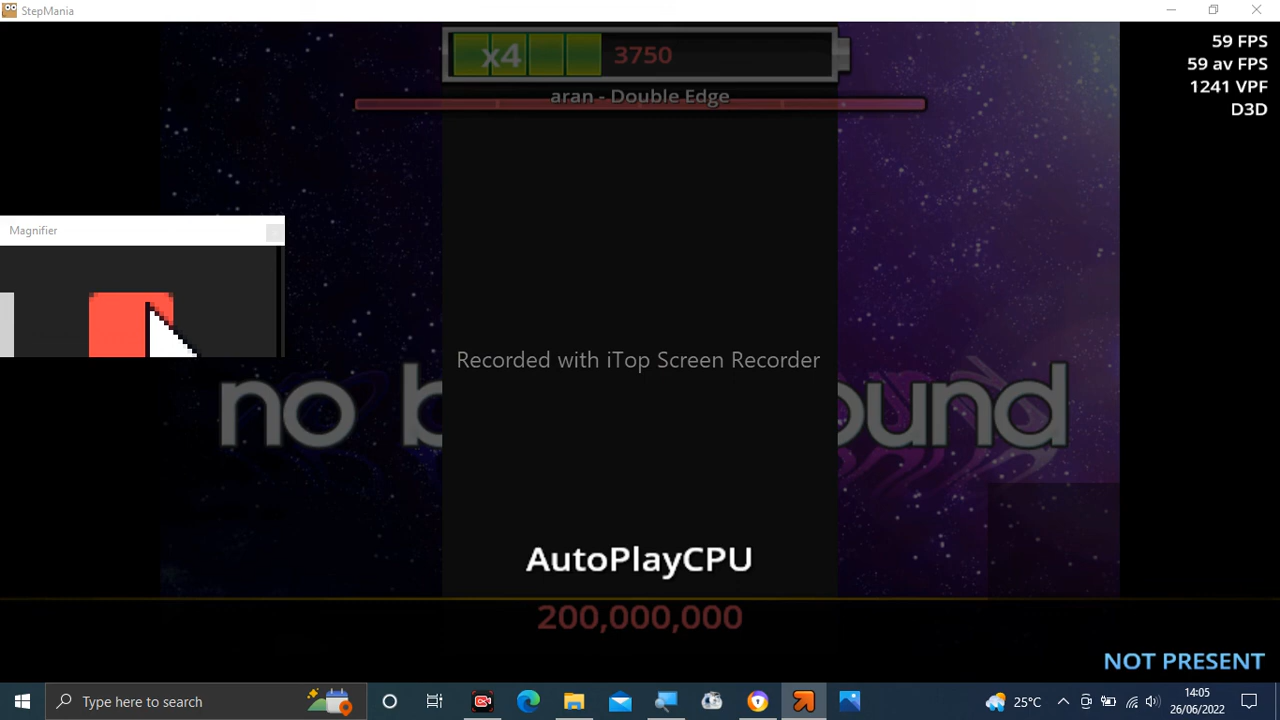 StepMania
59 FPS
59 av FPS
1241 VPF
D3D
x4 3750
aran - Double Edge
Magnifier
Recorded with iTop Screen Recorder
no b
ound
AutoPlayCPU
200,000,000
NOT PRESENT
Type here to search
25°C
14:05
26/06/2022